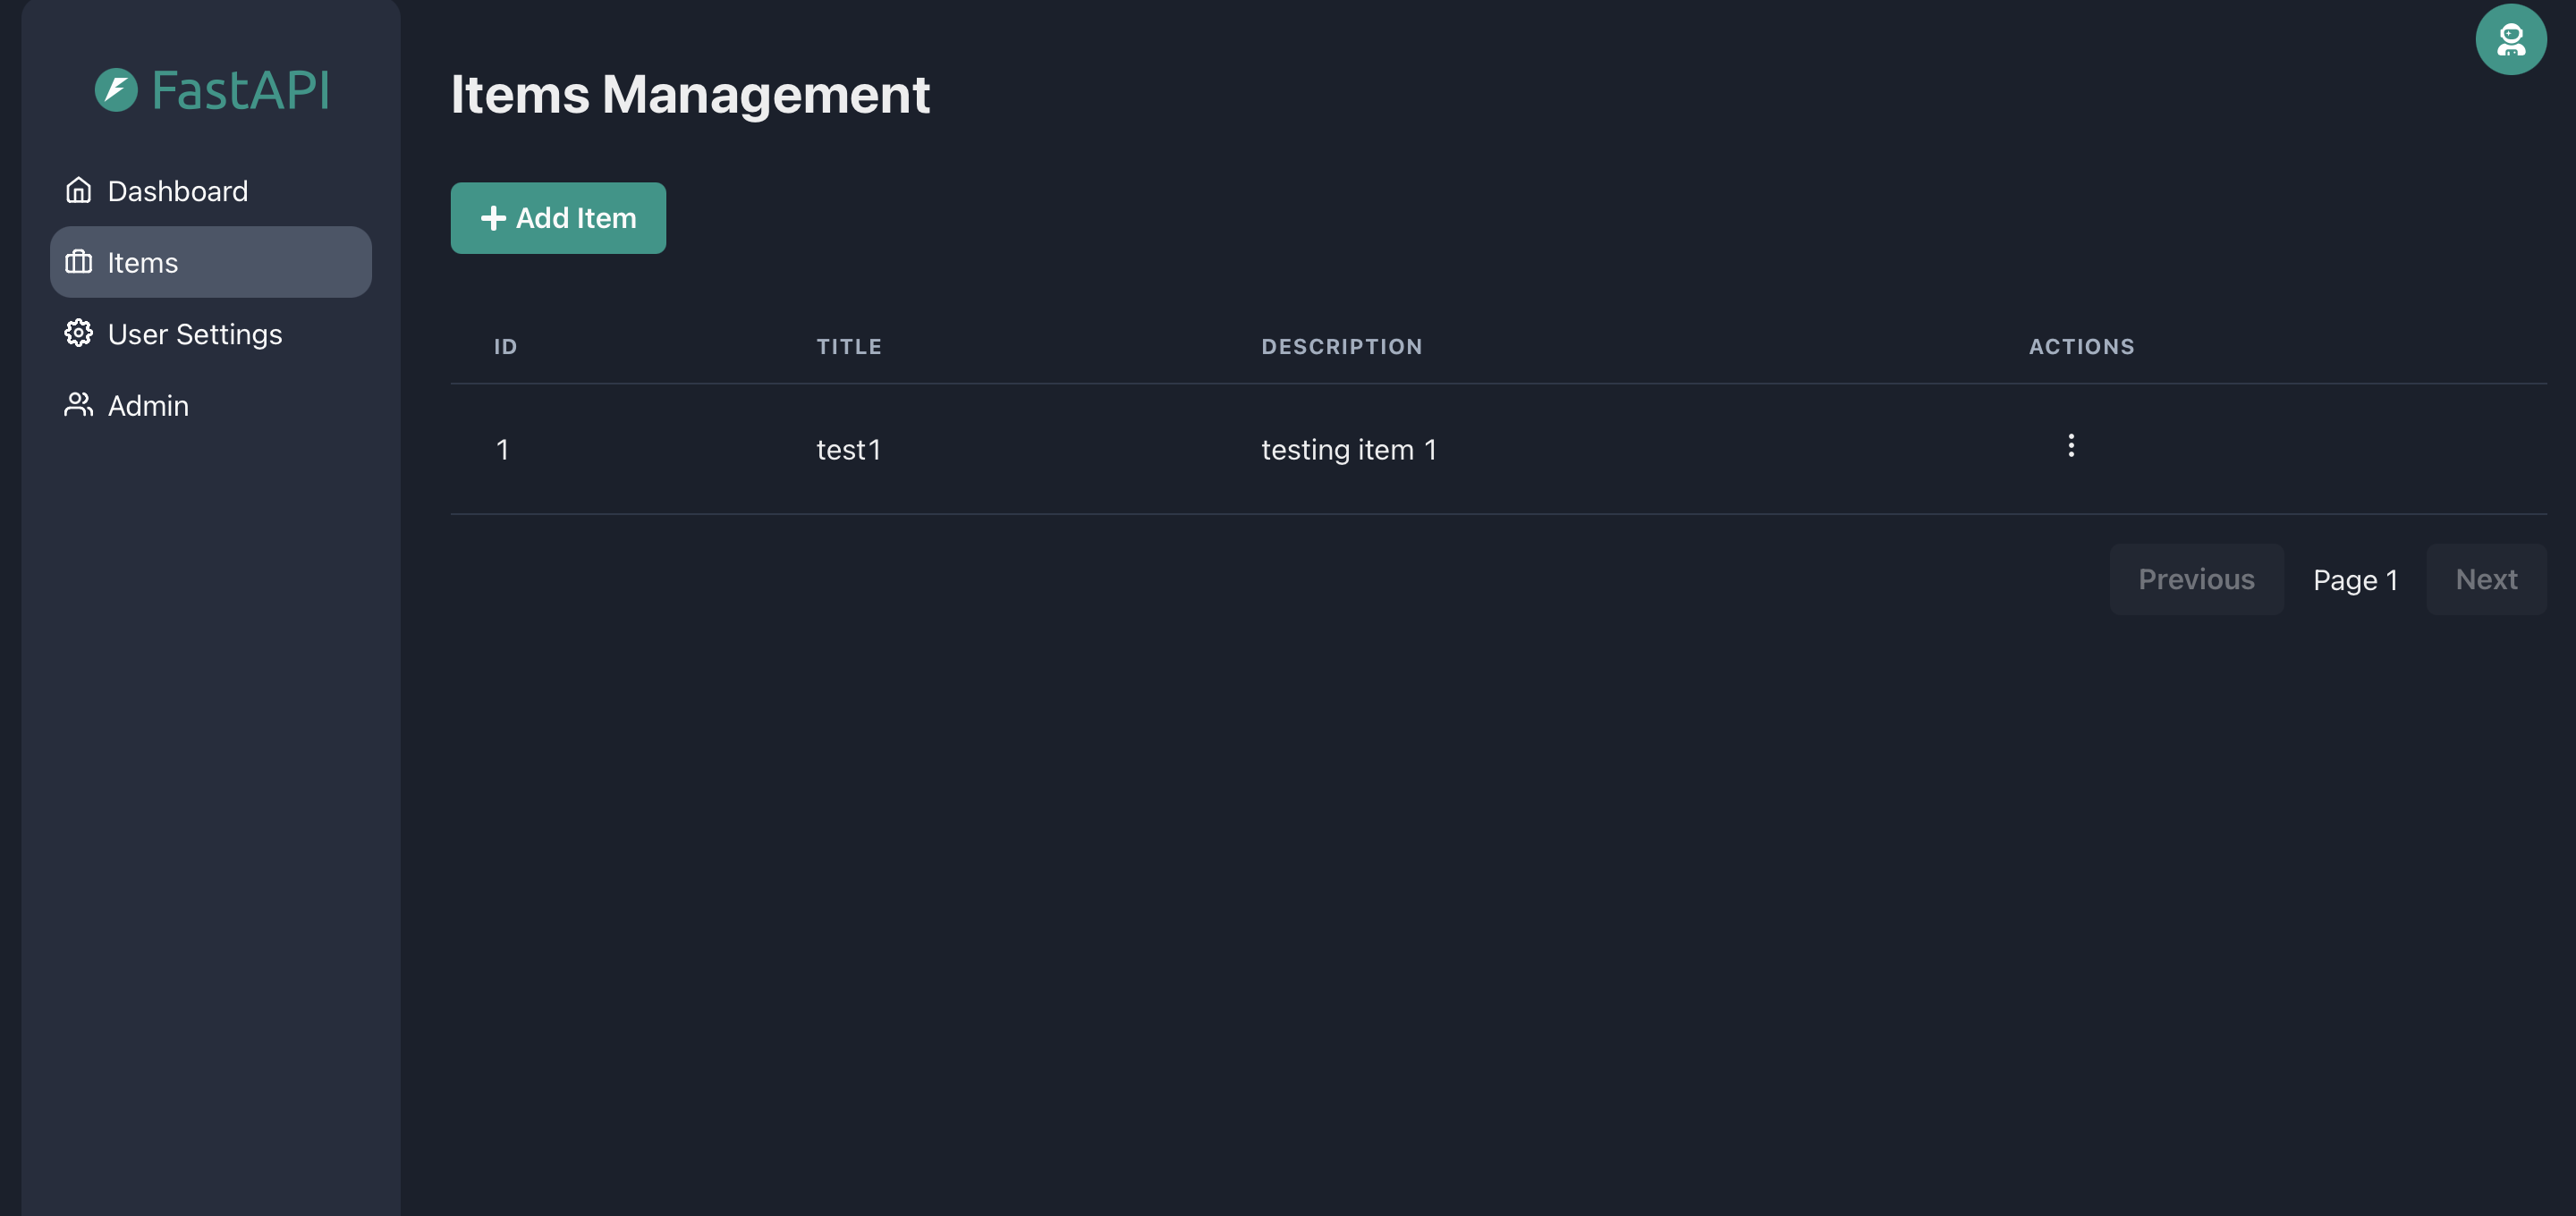 FastAPI
Dashboard
Items
User Settings
Admin
Items Management
Add Item
ID TITLE DESCRIPTION ACTIONS
1 test1 testing item 1
Previous Page 1 Next